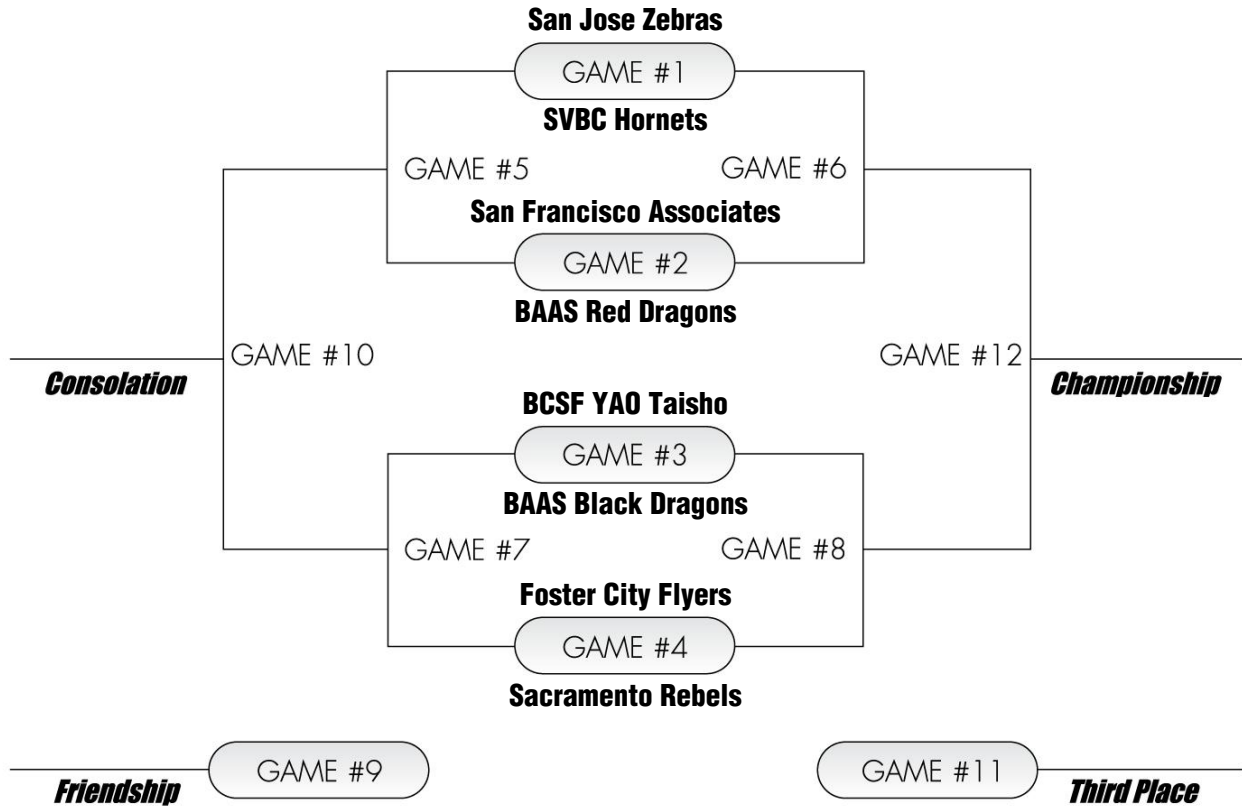 San Jose Zebras
GAME #1
SVBC Hornets
GAME #5
GAME #6
San Francisco Associates
GAME #2
BAAS Red Dragons
GAME #10
GAME #12
Consolation
Championship
BCSF YAO Taisho
GAME #3
BAAS Black Dragons
GAME #7
GAME #8
Foster City Flyers
GAME #4
Sacramento Rebels
GAME #9
GAME #11
Friendship
Third Place